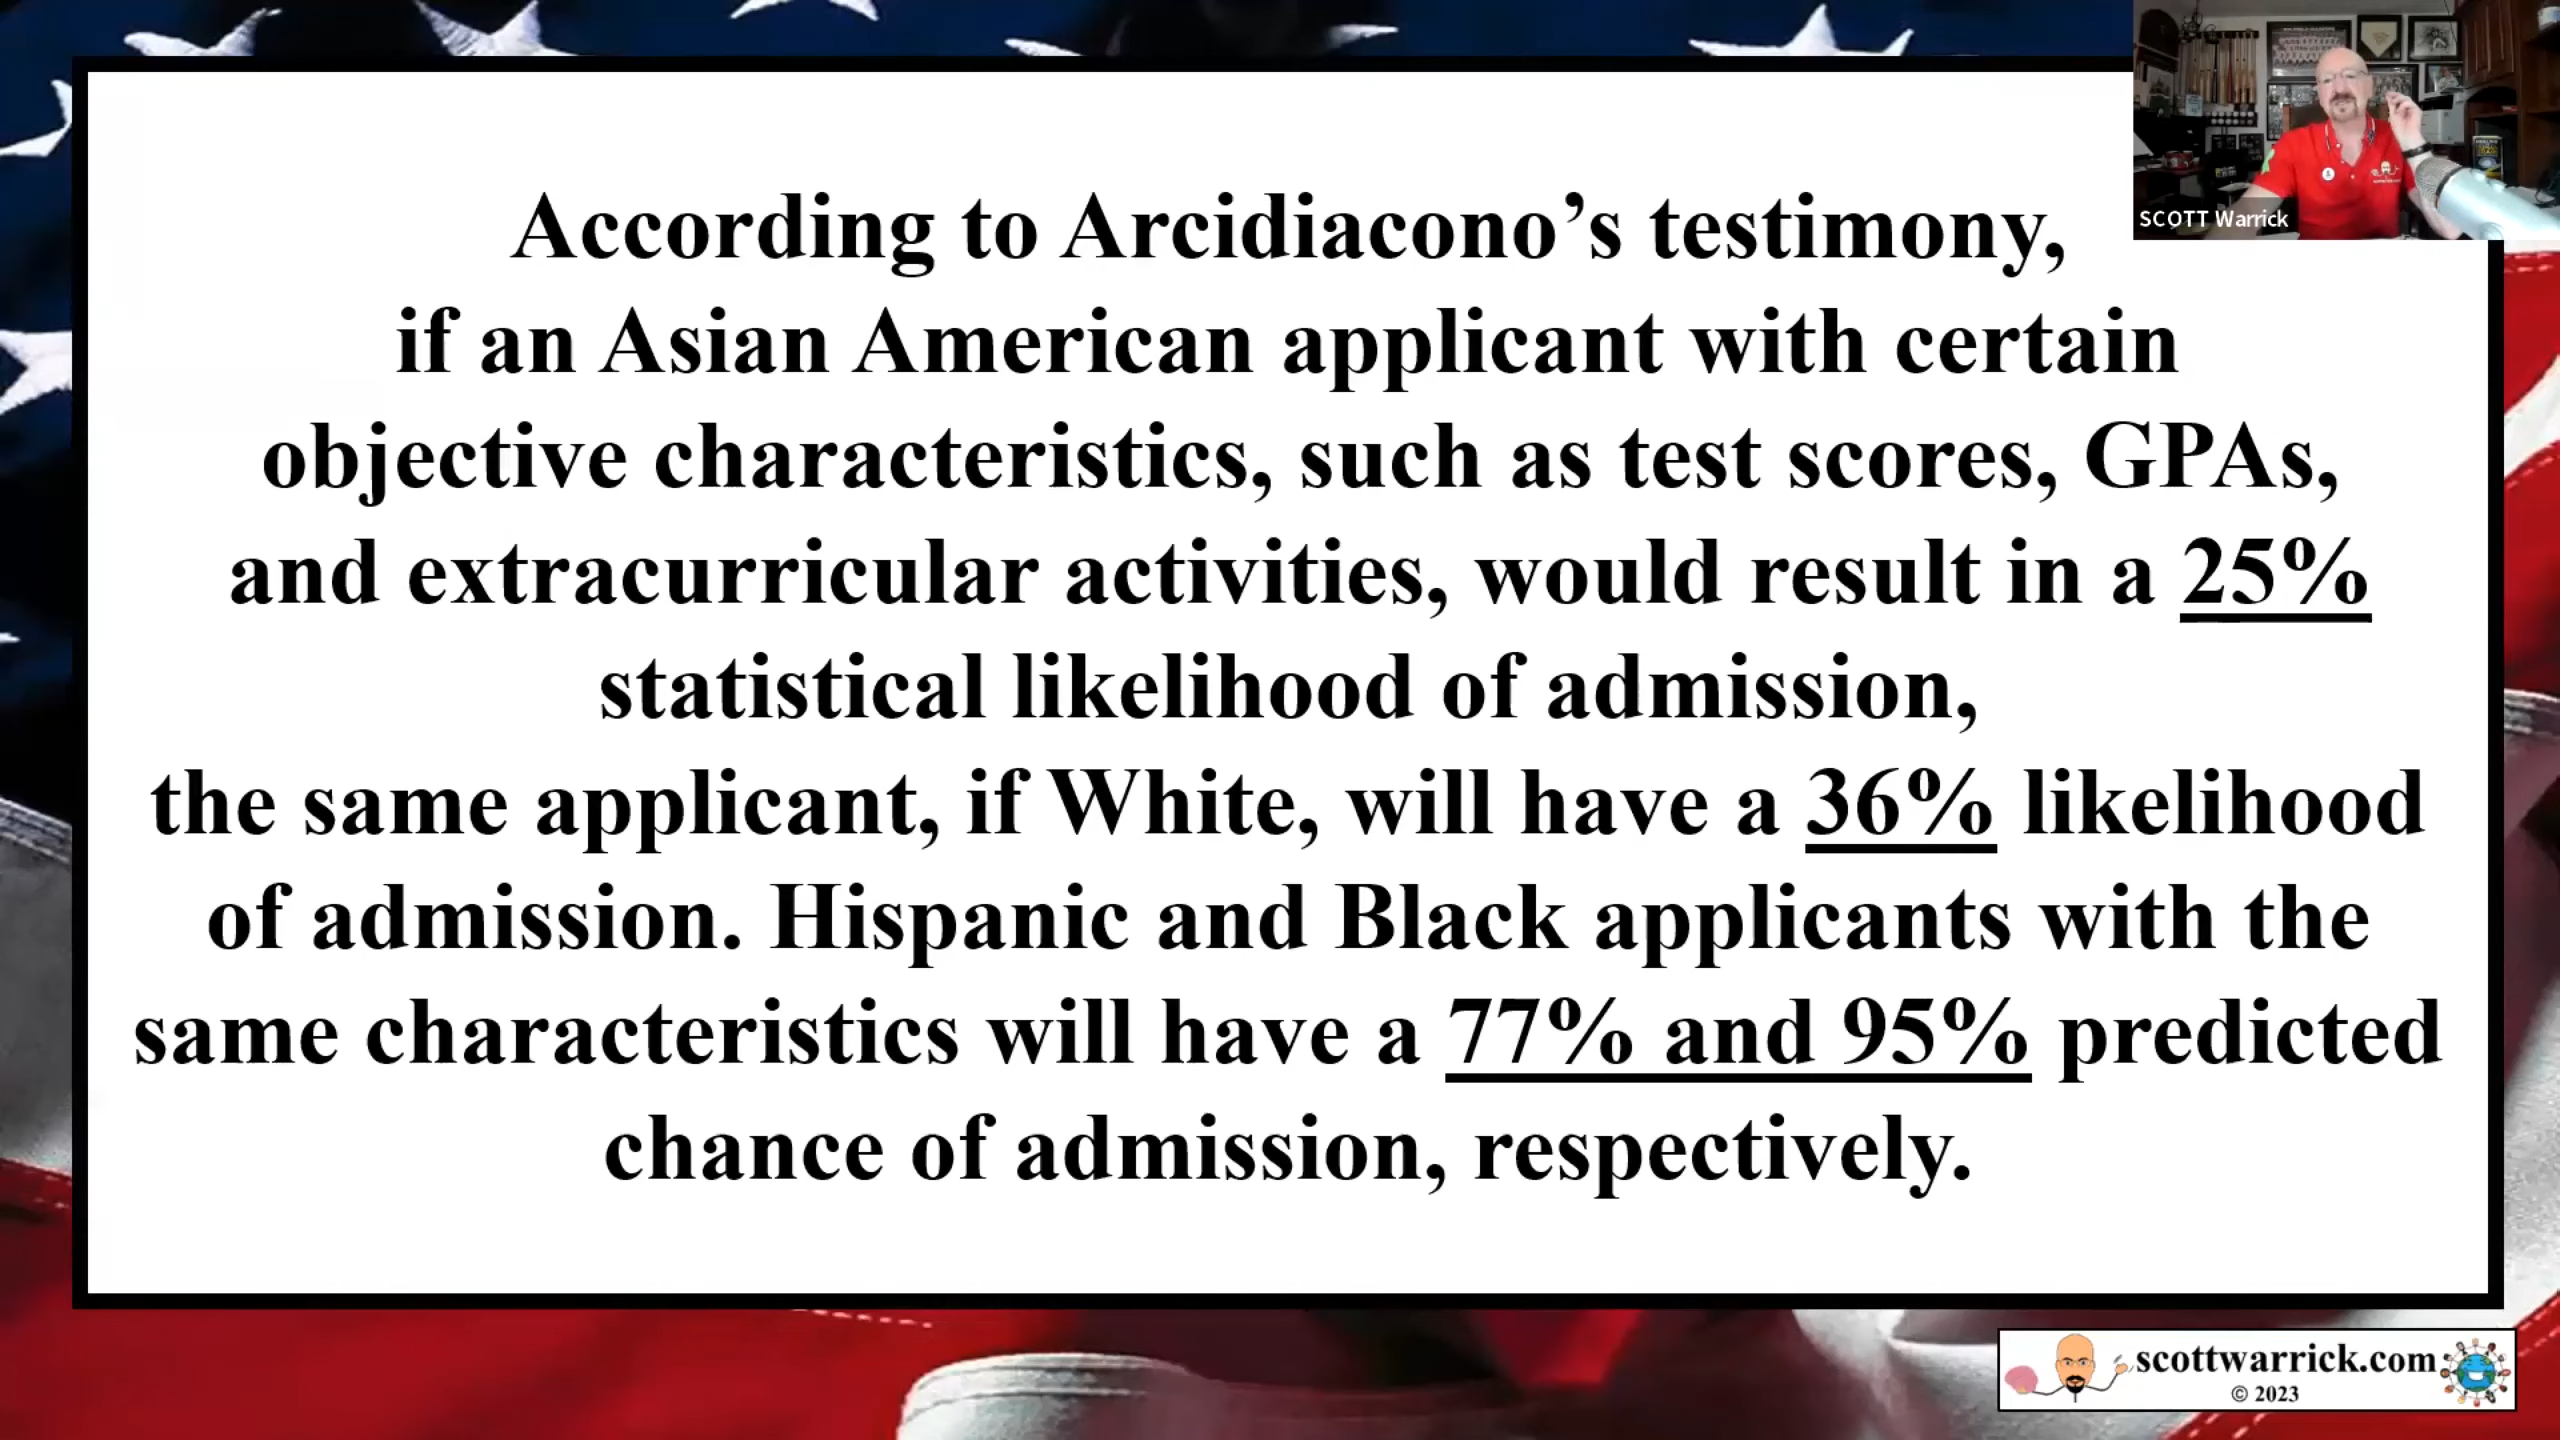 According to Arcidiacono’s testimony,
if an Asian American applicant with certain
objective characteristics, such as test scores, GPAs,
and extracurricular activities, would result in a 25%
statistical likelihood of admission,
the same applicant, if White, will have a 36% likelihood
of admission. Hispanic and Black applicants with the
same characteristics will have a 77% and 95% predicted
chance of admission, respectively.
SCOTT Warrick
scottwarrick.com
© 2023